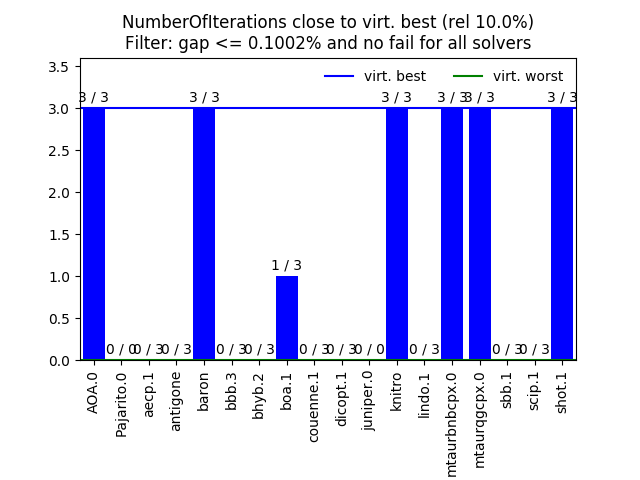 NumberOfIterations close to virt. best (rel 10.0%)
Filter: gap <= 0.1002% and no fail for all solvers
virt. best
virt. worst
3 / 3
3 / 3
3 / 3
3 / 3
3 / 3
3 / 3
1 / 3
0 / 0
0 / 3
0 / 3
0 / 3
0 / 3
0 / 3
0 / 3
0 / 0
0 / 3
0 / 3
0 / 3
3.5
3.0
2.5
2.0
1.5
1.0
0.5
0.0
AOA.0
Pajarito.0
aecp.1
antigone
baron
bbb.3
bhyb.2
boa.1
couenne.1
dicopt.1
juniper.0
knitro
lindo.1
mtaurbnbcpx.0
mtaurqgcpx.0
sbb.1
scip.1
shot.1